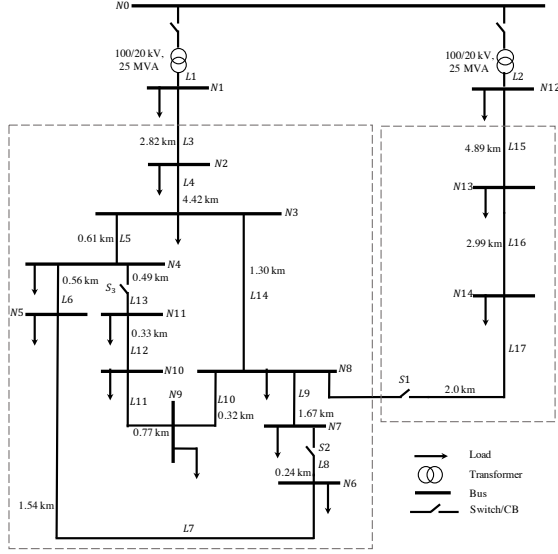 N0
100/20 kV,
25 MVA
L1
N1
100/20 kV,
25 MVA
L2
N12
2.82 km
L3
N2
L4
4.42 km
N3
4.89 km
L15
N13
0.61 km
L5
N4
0.56 km
0.49 km
S3
L6
L13
N5
N11
0.33 km
L12
N10
1.30 km
L14
2.99 km
L16
N14
L17
N8
N9
L11
L10
0.32 km
0.77 km
L9
1.67 km
N7
S1
2.0 km
S2
L8
0.24 km
N6
1.54 km
L7
Load
Transformer
Bus
Switch/CB